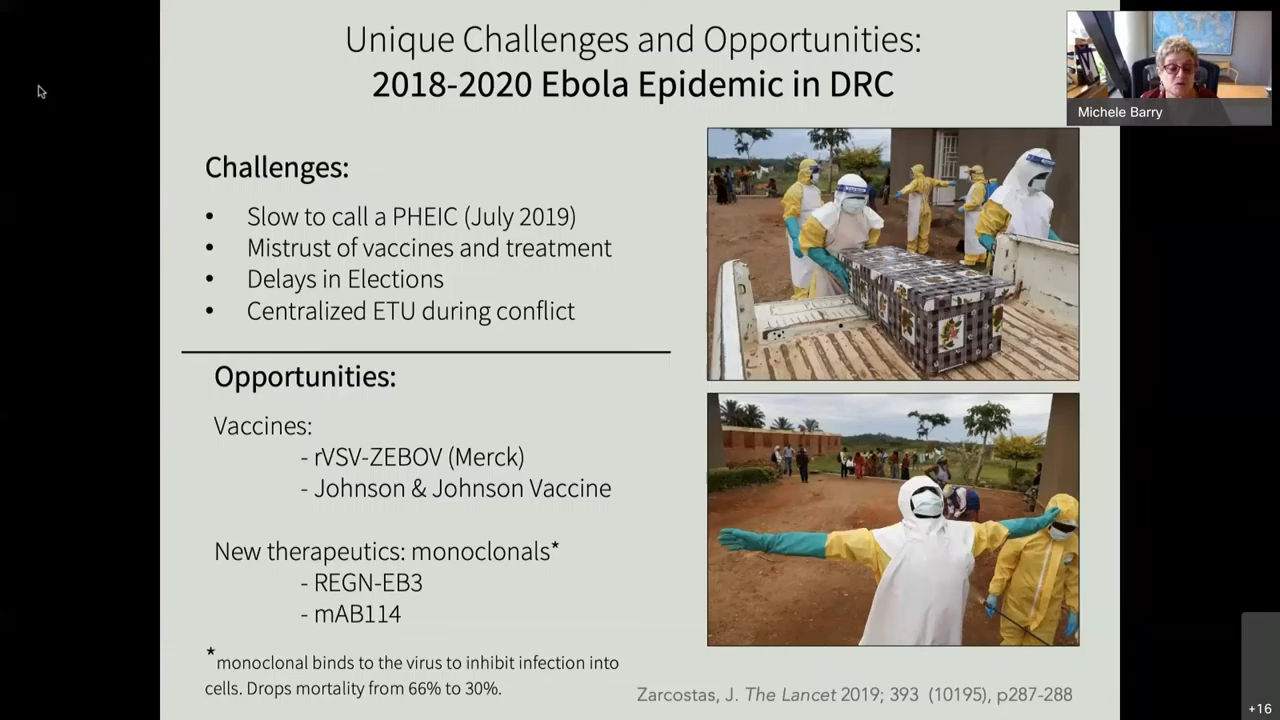 Unique Challenges and Opportunities:
2018-2020 Ebola Epidemic in DRC
Michele Barry
Challenges:
• Slow to call a PHEIC (July 2019)
• Mistrust of vaccines and treatment
• Delays in Elections
• Centralized ETU during conflict
Opportunities:
Vaccines:
- rVSV-ZEBOV (Merck)
- Johnson & Johnson Vaccine
New therapeutics: monoclonals*
- REGN-EB3
- mAB114
*monoclonal binds to the virus to inhibit infection into
cells. Drops mortality from 66% to 30%.
Zarcostas, J. The Lancet 2019; 393 (10195), p287-288
+16